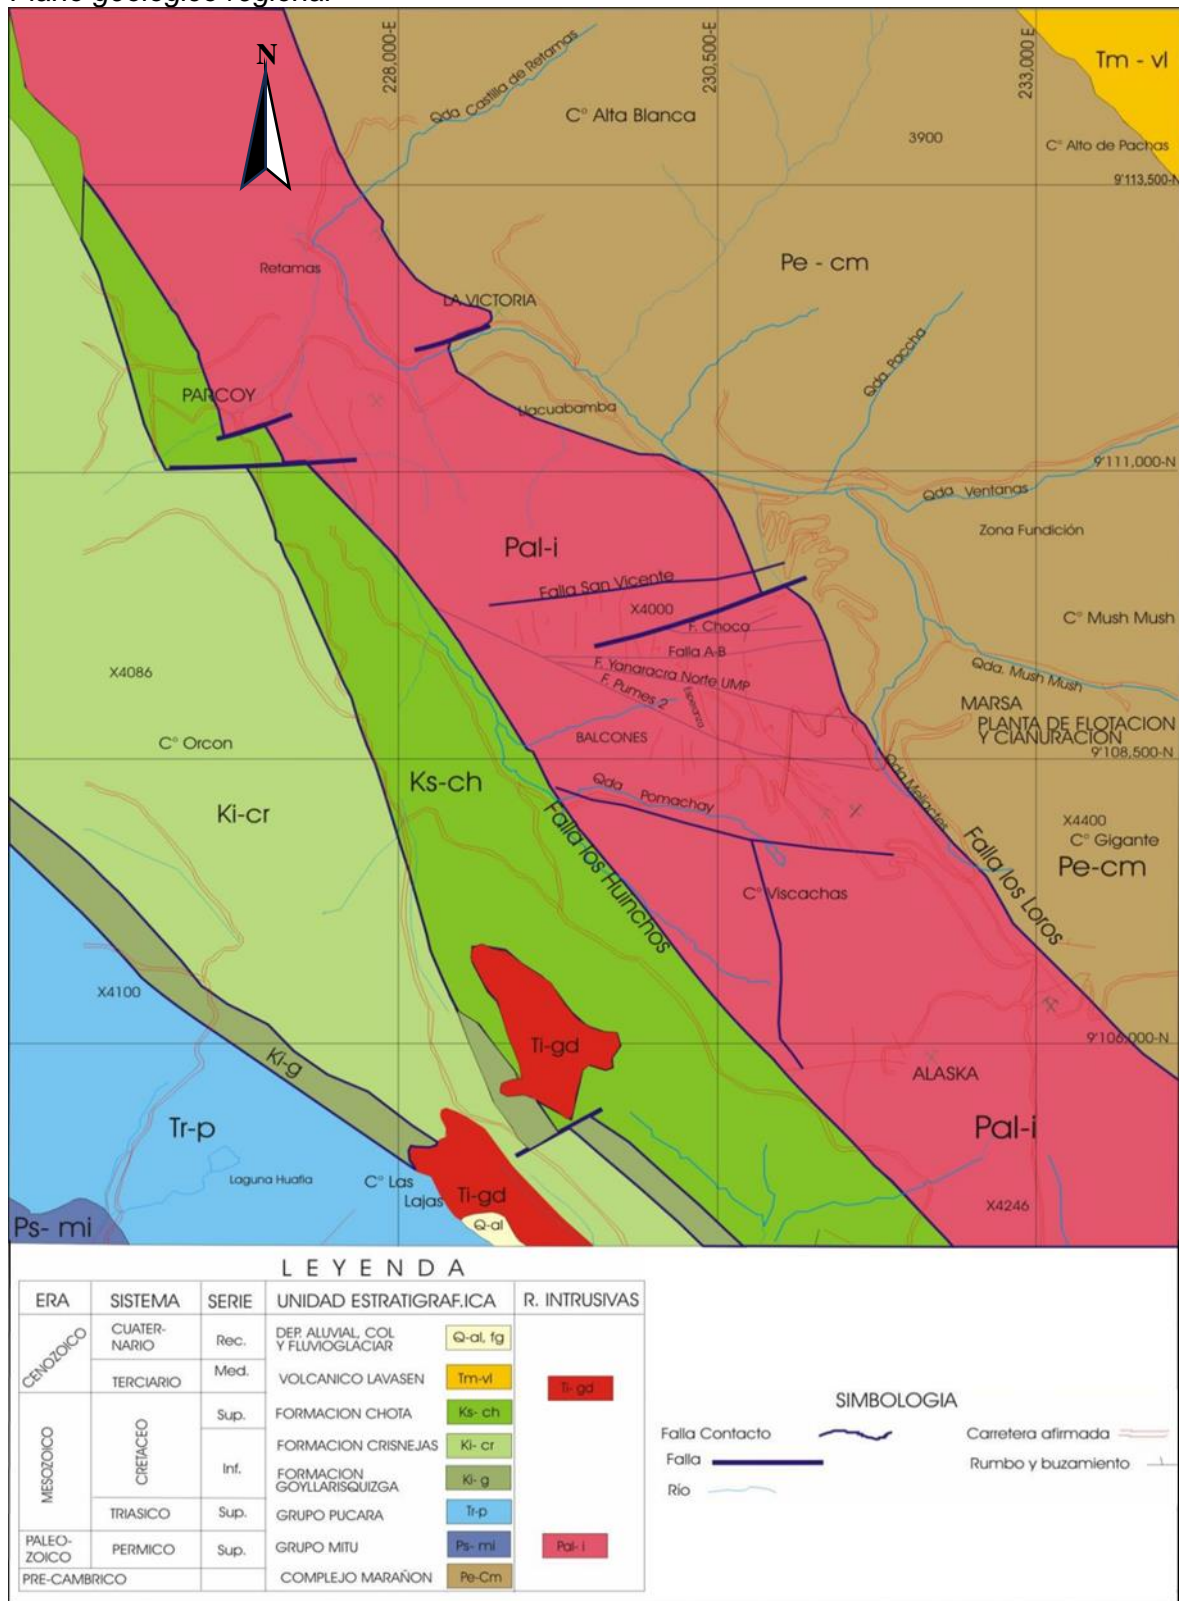 Plano geológico regional
N
228,000-E
230,500-E
233,000 E
Tm - vl
Qda Castilla de Retamas
C° Alta Blanca
3900
C° Alto de Pachas
9'113,500-N
Pe - cm
Retamas
LA VICTORIA
Qda. Paccha
PARCOY
Llacuabamba
9'111,000-N
Qda Ventanas
Zona Fundición
Pal-i
Falla San Vicente
X4000
F. Choca
C° Mush Mush
Falla A-B
X4086
F. Yanaracra Norte UMP
Qda. Mush Mush
F. Pumes 2
Esperanza
MARSA
PLANTA DE FLOTACION
Y CIANURACION
C° Orcon
BALCONES
9'108,500-N
Ks-ch
Qda Pomachay
Ki-cr
Falla los Huinchos
Falla los Loros
X4400
C° Gigante
Pe-cm
C° Viscachas
X4100
Ki-g
Ti-gd
9'106,000-N
ALASKA
Tr-p
Pal-i
Laguna Huafia
C° Las
Lajas
Ti-gd
X4246
Q-al
Ps- mi
LEYENDA
ERA SISTEMA SERIE UNIDAD ESTRATIGRAF.ICA R. INTRUSIVAS
CENOZOICO
CUATER-
NARIO
Rec.
DEP. ALUVIAL, COL
Y FLUVIOGLACIAR
Q-al, fg
TERCIARIO
Med.
VOLCANICO LAVASEN
Tm-vl
Ti- gd
MESOZOICO
CRETACEO
Sup.
FORMACION CHOTA
Ks- ch
Inf.
FORMACION CRISNEJAS
Ki- cr
FORMACION
GOYLLARISQUIZGA
Ki- g
TRIASICO
Sup.
GRUPO PUCARA
Tr-p
PALEO-
ZOICO
PERMICO
Sup.
GRUPO MITU
Ps- mi
Pal- i
PRE-CAMBRICO
COMPLEJO MARAÑON
Pe-Cm
SIMBOLOGIA
Falla Contacto
Carretera afirmada
Falla
Rumbo y buzamiento
Río